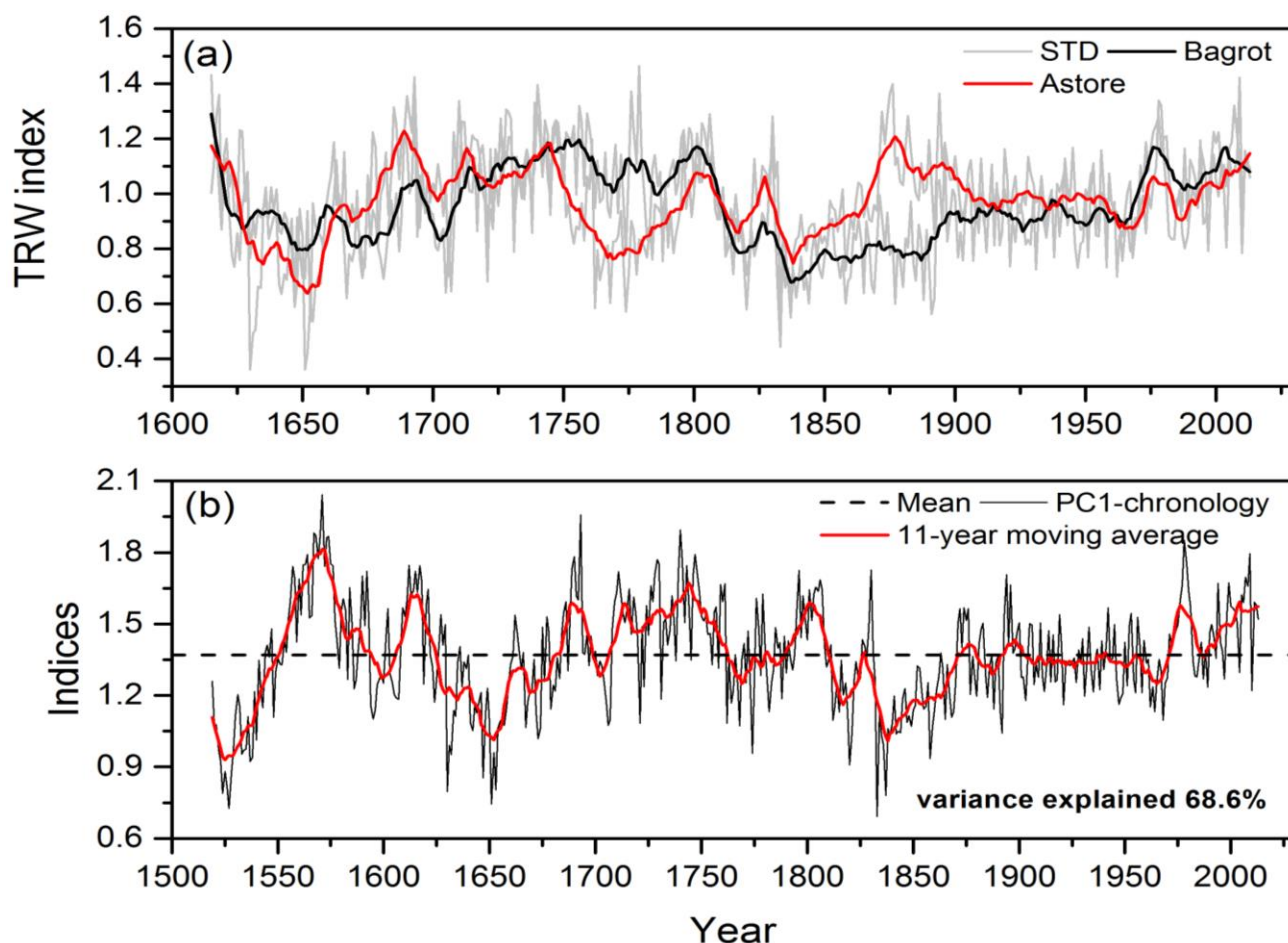 (a)
STD Bagrot
Astore
TRW index
1.6
1.4
1.2
1.0
0.8
0.6
0.4
1600 1650 1700 1750 1800 1850 1900 1950 2000
(b)
Mean PC1-chronology
11-year moving average
Indices
2.1
1.8
1.5
1.2
0.9
0.6
variance explained 68.6%
1500 1550 1600 1650 1700 1750 1800 1850 1900 1950 2000
Year